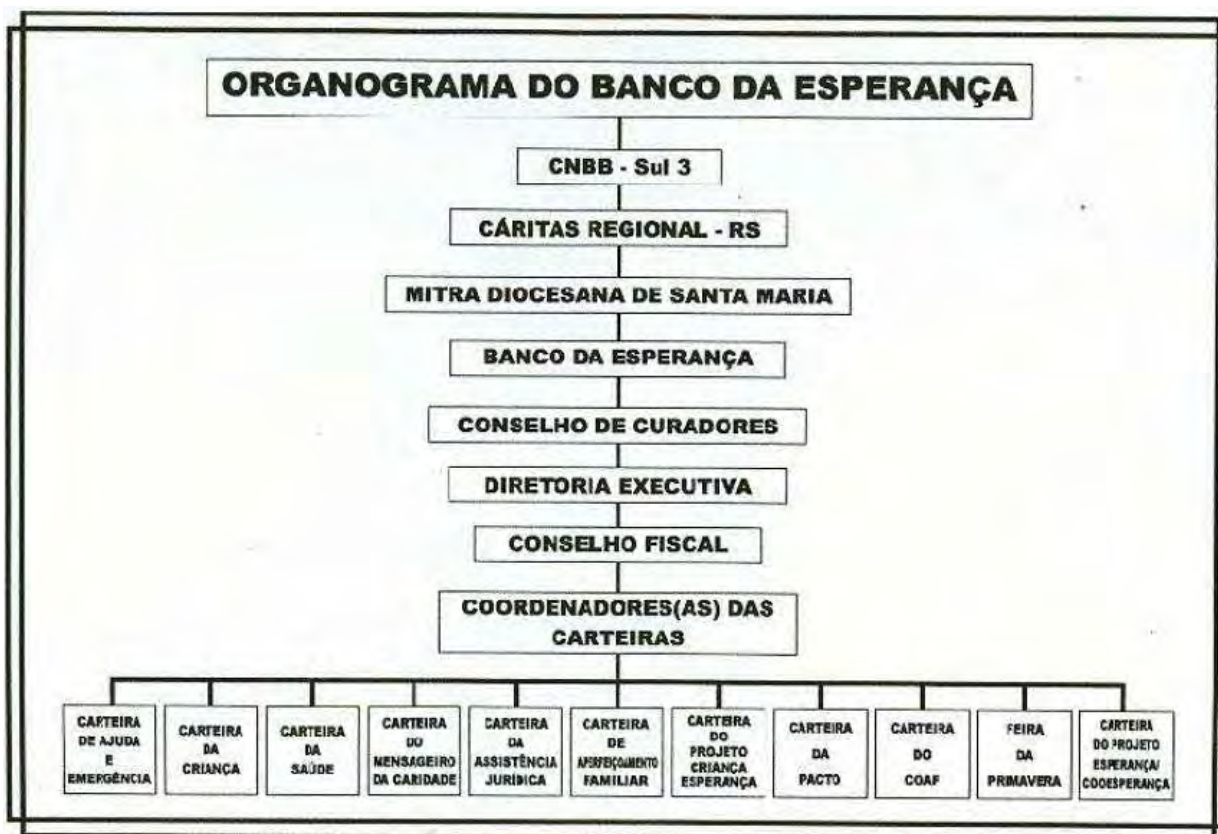 ORGANOGRAMA DO BANCO DA ESPERANÇA
CNBB - Sul 3
CÁRITAS REGIONAL - RS
MITRA DIOCESANA DE SANTA MARIA
BANCO DA ESPERANÇA
CONSELHO DE CURADORES
DIRETORIA EXECUTIVA
CONSELHO FISCAL
COORDENADORES(AS) DAS
CARTEIRAS
CARTEIRA
DE AJUDA
E
EMERGÊNCIA
CARTEIRA
DA
CRIANÇA
CARTEIRA
DA
SAÚDE
CARTEIRA
DO
MENSAGEIRO
DA CARIDADE
CARTEIRA
DA
ASSISTÊNCIA
JURÍDICA
CARTEIRA
DE
APERFEIÇOAMENTO
FAMILIAR
CARTEIRA
DO
PROJETO
CRIANÇA
ESPERANÇA
CARTEIRA
DA
PACTO
CARTEIRA
DO
COAF
FEIRA
DA
PRIMAVERA
CARTEIRA
DO PROJETO
ESPERANÇA/
COOESPERANÇA